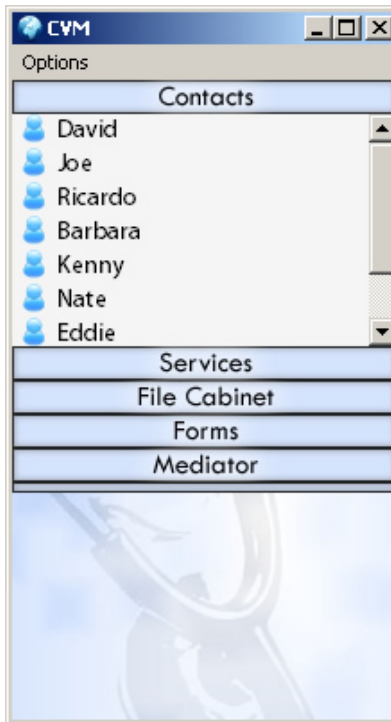 CVM
Options
Contacts
David
Joe
Ricardo
Barbara
Kenny
Nate
Eddie
Services
File Cabinet
Forms
Mediator